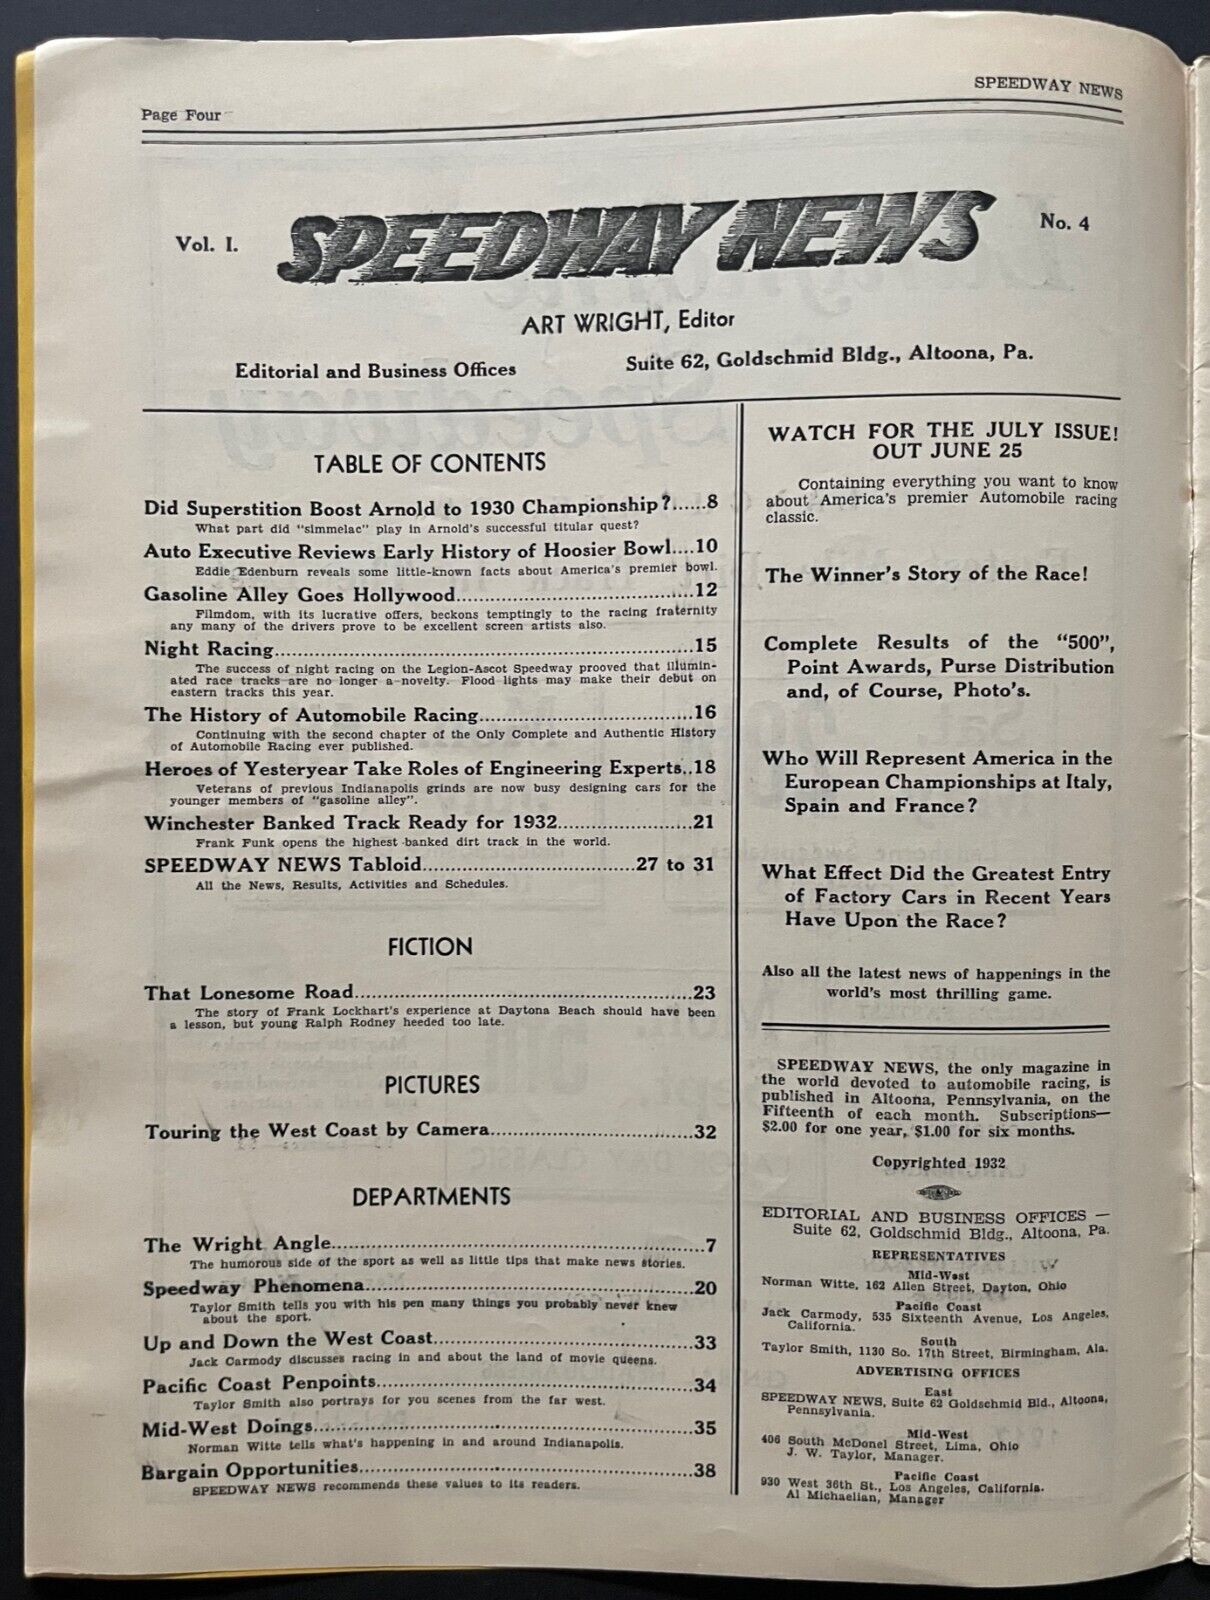 Page Four
SPEEDWAY NEWS
Vol. I.
SPEEDWAY NEWS
No. 4
ART WRIGHT, Editor
Editorial and Business Offices
Suite 62, Goldschmid Bldg., Altoona, Pa.
TABLE OF CONTENTS
Did Superstition Boost Arnold to 1930 Championship?......8
What part did "simmelac" play in Arnold's successful titular quest?
Auto Executive Reviews Early History of Hoosier Bowl....10
Eddie Edenburn reveals some little-known facts about America's premier bowl.
Gasoline Alley Goes Hollywood.......................................12
Filmdom, with its lucrative offers, beckons temptingly to the racing fraternity
any many of the drivers prove to be excellent screen artists also.
Night Racing....................................................................15
The success of night racing on the Legion-Ascot Speedway prooved that illumin-
ated race tracks are no longer a novelty. Flood lights may make their debut on
eastern tracks this year.
The History of Automobile Racing....................................16
Continuing with the second chapter of the Only Complete and Authentic History
of Automobile Racing ever published.
Heroes of Yesteryear Take Roles of Engineering Experts..18
Veterans of previous Indianapolis grinds are now busy designing cars for the
younger members of "gasoline alley".
Winchester Banked Track Ready for 1932.......................21
Frank Funk opens the highest banked dirt track in the world.
SPEEDWAY NEWS Tabloid...................................27 to 31
All the News, Results, Activities and Schedules.
FICTION
That Lonesome Road........................................................23
The story of Frank Lockhart's experience at Daytona Beach should have been
a lesson, but young Ralph Rodney heeded too late.
PICTURES
Touring the West Coast by Camera..................................32
DEPARTMENTS
The Wright Angle..............................................................7
The humorous side of the sport as well as little tips that make news stories.
Speedway Phenomena.......................................................20
Taylor Smith tells you with his pen many things you probably never knew
about the sport.
Up and Down the West Coast...........................................33
Jack Carmody discusses racing in and about the land of movie queens.
Pacific Coast Penpoints.....................................................34
Taylor Smith also portrays for you scenes from the far west.
Mid-West Doings...............................................................35
Norman Witte tells what's happening in and around Indianapolis.
Bargain Opportunities........................................................38
SPEEDWAY NEWS recommends these values to its readers.
WATCH FOR THE JULY ISSUE!
OUT JUNE 25
Containing everything you want to know
about America's premier Automobile racing
classic.
The Winner's Story of the Race!
Complete Results of the "500",
Point Awards, Purse Distribution
and, of Course, Photo's.
Who Will Represent America in the
European Championships at Italy,
Spain and France?
What Effect Did the Greatest Entry
of Factory Cars in Recent Years
Have Upon the Race?
Also all the latest news of happenings in the
world's most thrilling game.
SPEEDWAY NEWS, the only magazine in
the world devoted to automobile racing, is
published in Altoona, Pennsylvania, on the
Fifteenth of each month. Subscriptions—
$2.00 for one year, $1.00 for six months.
Copyrighted 1932
EDITORIAL AND BUSINESS OFFICES —
Suite 62, Goldschmid Bldg., Altoona, Pa.
REPRESENTATIVES
Mid-West
Norman Witte, 162 Allen Street, Dayton, Ohio
Pacific Coast
Jack Carmody, 535 Sixteenth Avenue, Los Angeles,
California.
South
Taylor Smith, 1130 So. 17th Street, Birmingham, Ala.
ADVERTISING OFFICES
East
SPEEDWAY NEWS, Suite 62 Goldschmid Bld., Altoona,
Pennsylvania.
Mid-West
406 South McDonel Street, Lima, Ohio
J. W. Taylor, Manager.
Pacific Coast
930 West 36th St., Los Angeles, California.
Al Michaelian, Manager